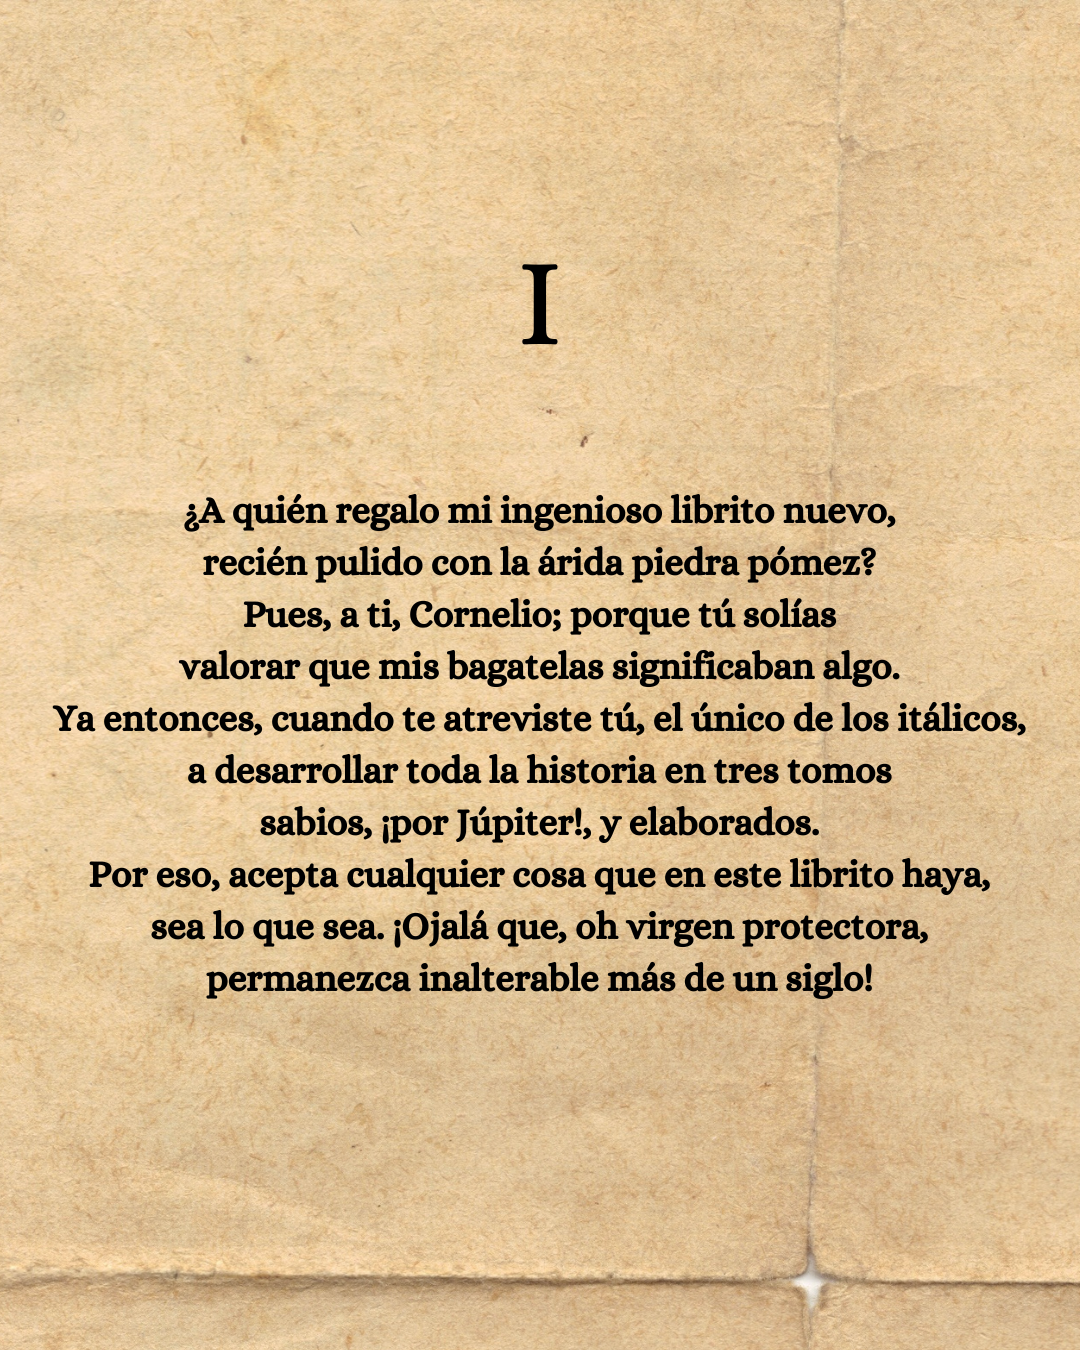 I
¿A quién regalo mi ingenioso librito nuevo,
recién pulido con la árida piedra pómez?
Pues, a ti, Cornelio; porque tú solías
valorar que mis bagatelas significaban algo.
Ya entonces, cuando te atreviste tú, el único de los itálicos,
a desarrollar toda la historia en tres tomos
sabios, ¡por Júpiter!, y elaborados.
Por eso, acepta cualquier cosa que en este librito haya,
sea lo que sea. ¡Ojalá que, oh virgen protectora,
permanezca inalterable más de un siglo!